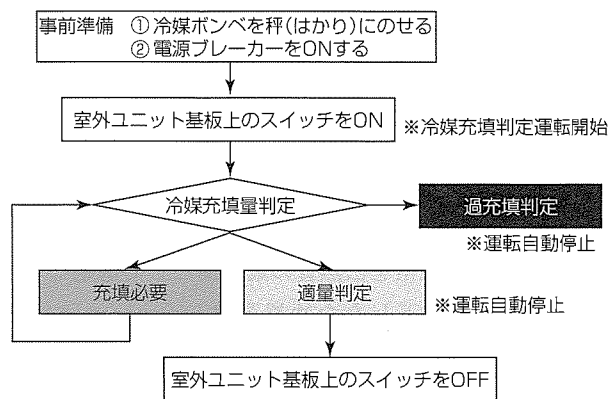 事前準備 ①冷媒ボンベを秤(はかり)にのせる
②電源ブレーカーをONする
室外ユニット基板上のスイッチをON
※冷媒充填判定運転開始
冷媒充填量判定
過充填判定
※運転自動停止
充填必要
適量判定
※運転自動停止
室外ユニット基板上のスイッチをOFF